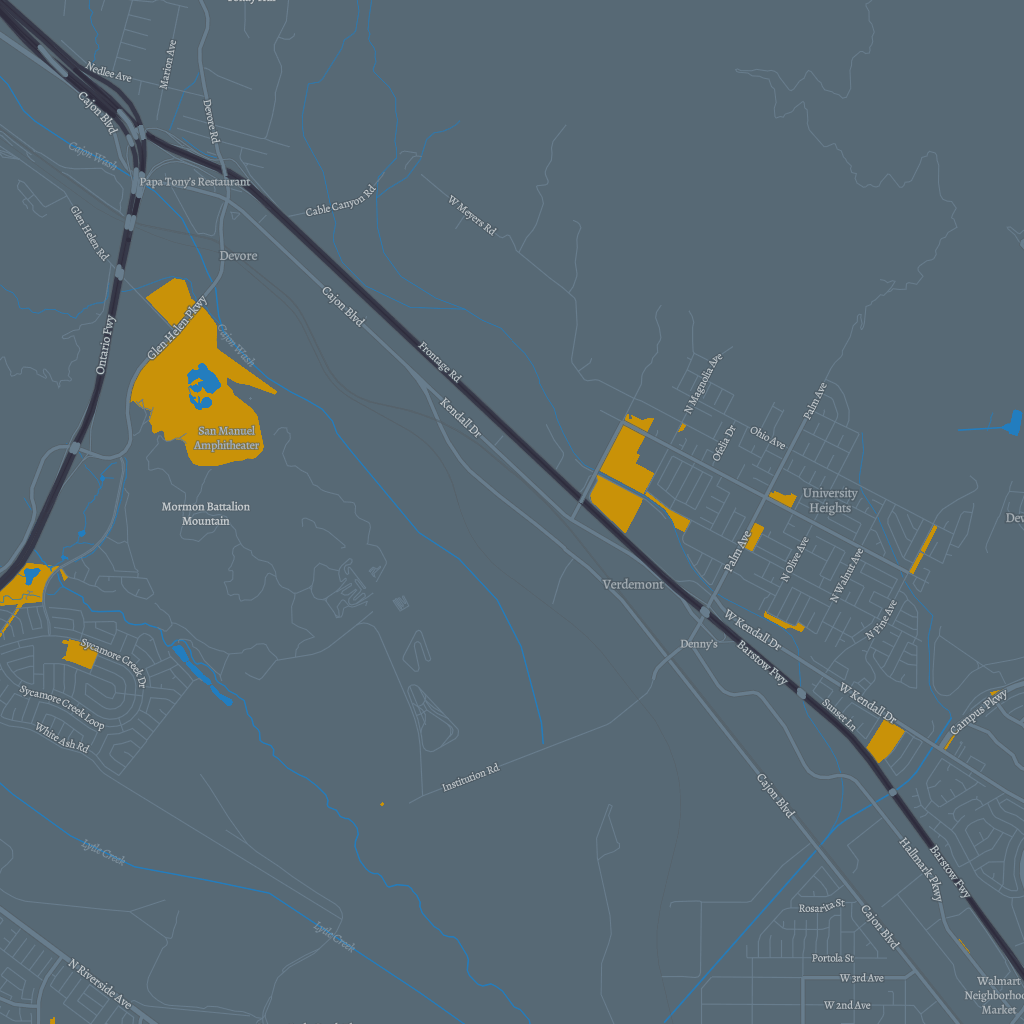 Nedlee Ave
Marion Ave
Cajon Blvd
Devore Rd
Cajon Wash
Papa Tony's Restaurant
Cable Canyon Rd
W Meyers Rd
Glen Helen Rd
Devore
Cajon Blvd
Glen Helen Pkwy
Cajon Wash
Ontario Fwy
Frontage Rd
Kendall Dr
N Magnolia Ave
Palm Ave
Ofelia Dr
Ohio Ave
San Manuel
Amphitheater
University
Heights
Mormon Battalion
Mountain
Palm Ave
N Olive Ave
N Walnut Ave
Verdemont
N Pine Ave
W Kendall Dr
Denny's
Barstow Fwy
Sycamore Creek Dr
Sycamore Creek Loop
White Ash Rd
W Kendall Dr
Sunset Ln
Campus Pkwy
Institution Rd
Cajon Blvd
Lytle Creek
Hallmark Pkwy
Barstow Fwy
Rosarita St
Cajon Blvd
Lytle Creek
Portola St
N Riverside Ave
W 3rd Ave
Walmart
Neighborhoo
Market
W 2nd Ave